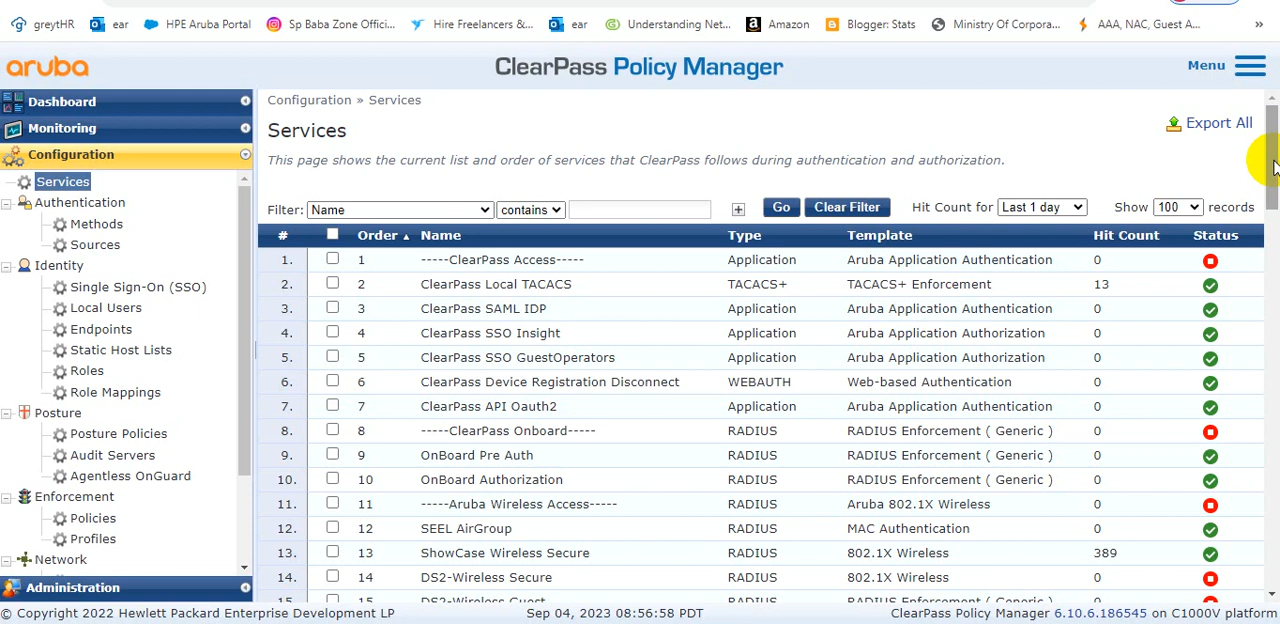 greytHR ear HPE Aruba Portal Sp Baba Zone Offici... Hire Freelancers &... ear Understanding Net... Amazon Blogger: Stats Ministry Of Corpora... AAA, NAC, Guest A... »
aruba ClearPass Policy Manager Menu
Dashboard
Monitoring
Configuration
Services
Authentication
Methods
Sources
Identity
Single Sign-On (SSO)
Local Users
Endpoints
Static Host Lists
Roles
Role Mappings
Posture
Posture Policies
Audit Servers
Agentless OnGuard
Enforcement
Policies
Profiles
Network
Administration
Configuration » Services
Services
Export All
This page shows the current list and order of services that ClearPass follows during authentication and authorization.
Filter: Name contains Go Clear Filter Hit Count for Last 1 day Show 100 records
# Order Name Type Template Hit Count Status
1. 1 -----ClearPass Access----- Application Aruba Application Authentication 0
2. 2 ClearPass Local TACACS TACACS+ TACACS+ Enforcement 13
3. 3 ClearPass SAML IDP Application Aruba Application Authentication 0
4. 4 ClearPass SSO Insight Application Aruba Application Authorization 0
5. 5 ClearPass SSO GuestOperators Application Aruba Application Authorization 0
6. 6 ClearPass Device Registration Disconnect WEBAUTH Web-based Authentication 0
7. 7 ClearPass API Oauth2 Application Aruba Application Authentication 0
8. 8 -----ClearPass Onboard----- RADIUS RADIUS Enforcement ( Generic ) 0
9. 9 OnBoard Pre Auth RADIUS RADIUS Enforcement ( Generic ) 0
10. 10 OnBoard Authorization RADIUS RADIUS Enforcement ( Generic ) 0
11. 11 -----Aruba Wireless Access----- RADIUS Aruba 802.1X Wireless 0
12. 12 SEEL AirGroup RADIUS MAC Authentication 0
13. 13 ShowCase Wireless Secure RADIUS 802.1X Wireless 389
14. 14 DS2-Wireless Secure RADIUS 802.1X Wireless 0
15. 15 DS2-Wireless Guest RADIUS 802.1X Wireless 0
© Copyright 2022 Hewlett Packard Enterprise Development LP Sep 04, 2023 08:56:58 PDT ClearPass Policy Manager 6.10.6.186545 on C1000V platform